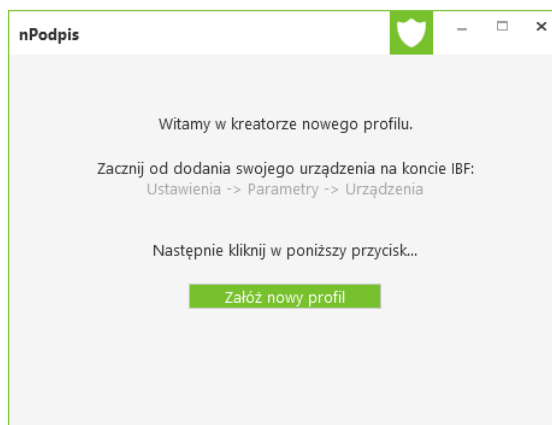 nPodpis
Witamy w kreatorze nowego profilu.
Zacznij od dodania swojego urządzenia na koncie IBF:
Ustawienia -> Parametry -> Urządzenia
Następnie kliknij w poniższy przycisk...
Załóż nowy profil